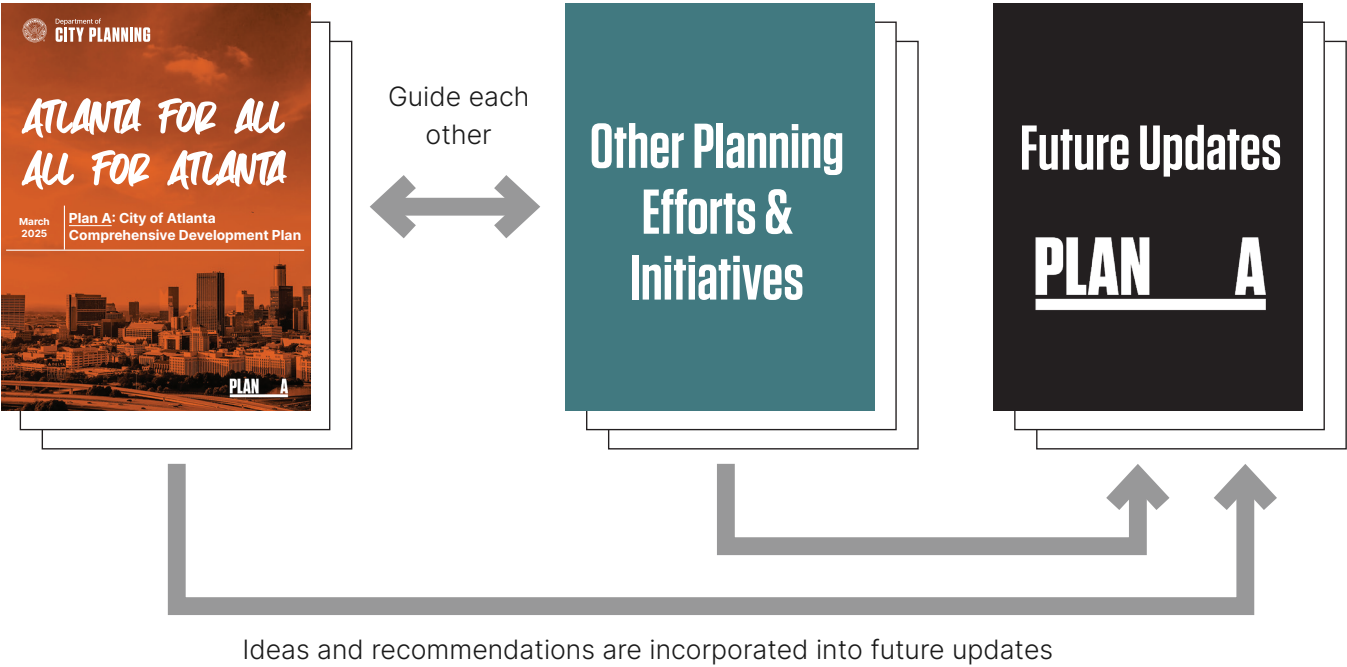 Department of
CITY PLANNING
ATLANTA FOR ALL
ALL FOR ATLANTA
March
2025
Plan A: City of Atlanta
Comprehensive Development Plan
PLAN A
Guide each
other
Other Planning
Efforts &
Initiatives
Future Updates
PLAN A
Ideas and recommendations are incorporated into future updates